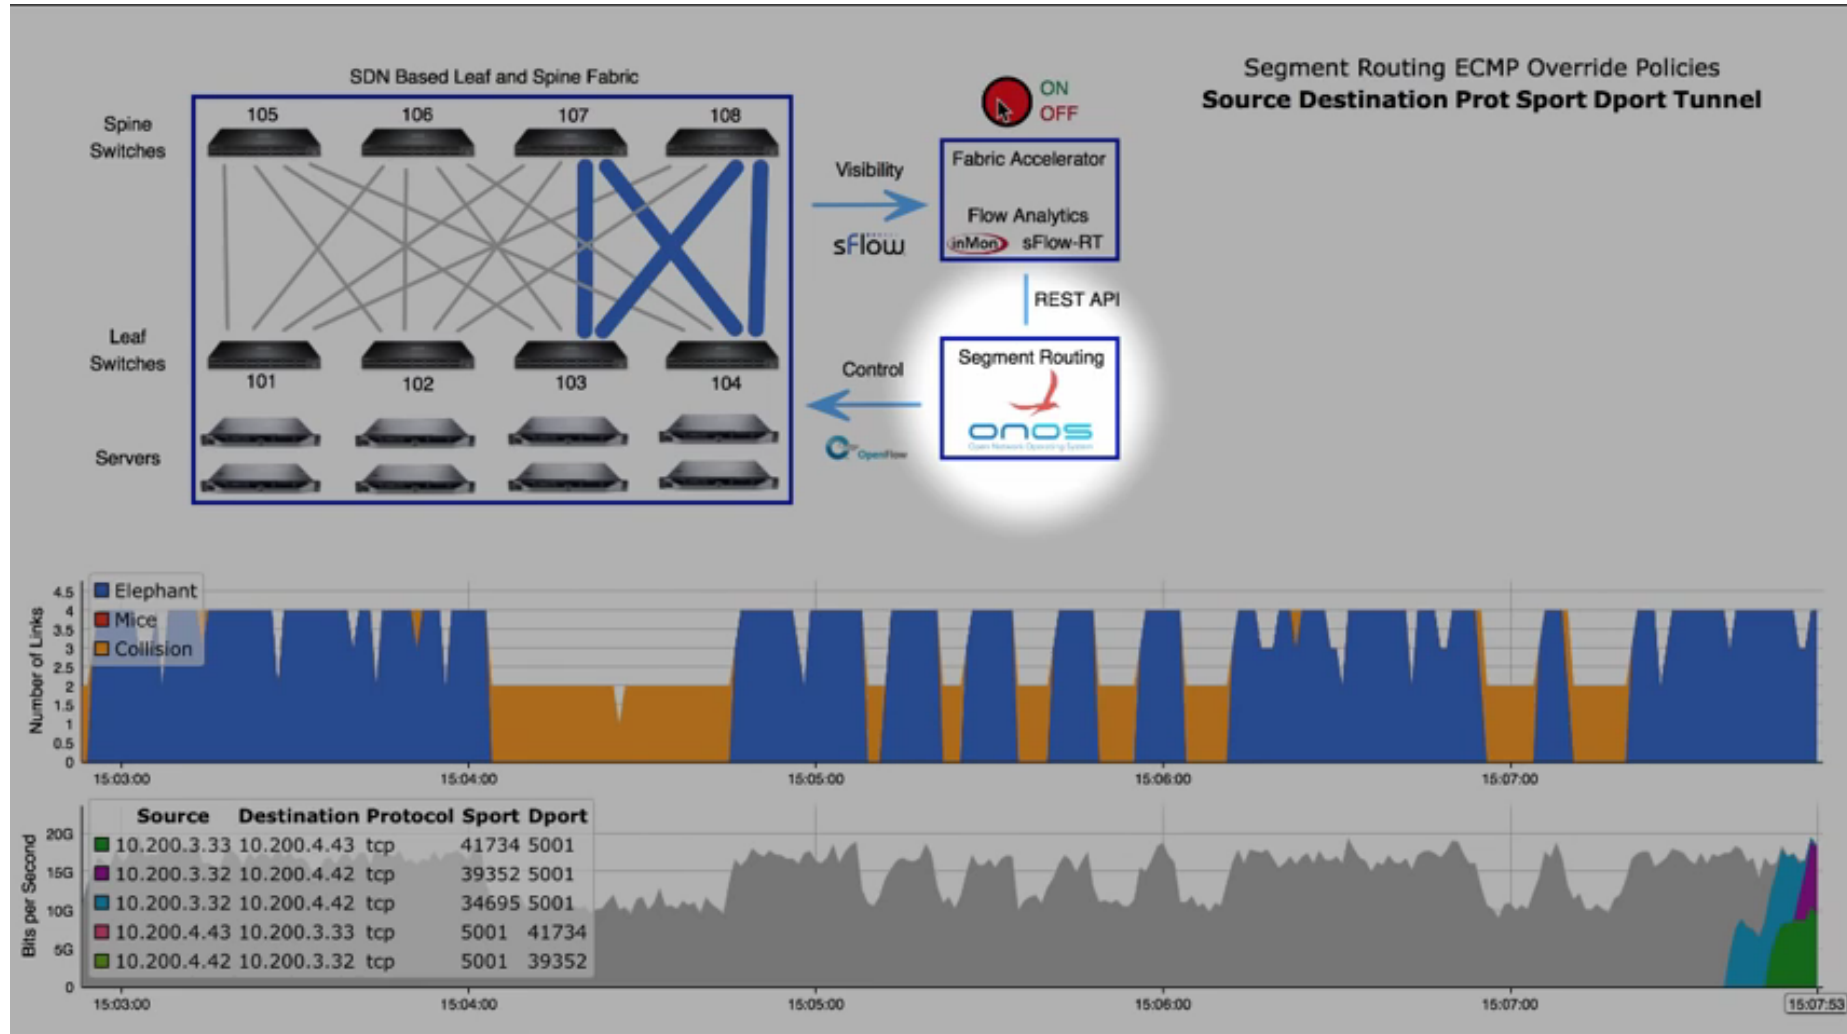 SDN Based Leaf and Spine Fabric
Spine
Switches
105
106
107
108
Leaf
Switches
101
102
103
104
Servers
Visibility
sFlow
Control
OpenFlow
ON
OFF
Fabric Accelerator
Flow Analytics
inMon sFlow-RT
REST API
Segment Routing
onos
Open Network Operating System
Segment Routing ECMP Override Policies
Source Destination Prot Sport Dport Tunnel
Number of Links
4.5
4
3.5
3
2.5
2
1.5
1
0.5
0
Elephant
Mice
Collision
15:03:00
15:04:00
15:05:00
15:06:00
15:07:00
Bits per Second
20G
15G
10G
5G
0
Source Destination Protocol Sport Dport
10.200.3.33 10.200.4.43 tcp 41734 5001
10.200.3.32 10.200.4.42 tcp 39352 5001
10.200.3.32 10.200.4.42 tcp 34695 5001
10.200.4.43 10.200.3.33 tcp 5001 41734
10.200.4.42 10.200.3.32 tcp 5001 39352
15:03:00
15:04:00
15:05:00
15:06:00
15:07:00
15:07:53